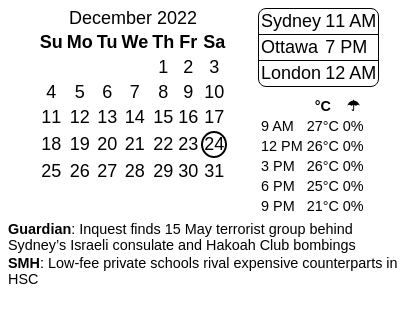 December 2022
Su Mo Tu We Th Fr Sa
1 2 3
4 5 6 7 8 9 10
11 12 13 14 15 16 17
18 19 20 21 22 23 24
25 26 27 28 29 30 31
Sydney 11 AM
Ottawa 7 PM
London 12 AM
°C ☂
9 AM 27°C 0%
12 PM 26°C 0%
3 PM 26°C 0%
6 PM 25°C 0%
9 PM 21°C 0%
Guardian: Inquest finds 15 May terrorist group behind
Sydney’s Israeli consulate and Hakoah Club bombings
SMH: Low-fee private schools rival expensive counterparts in
HSC